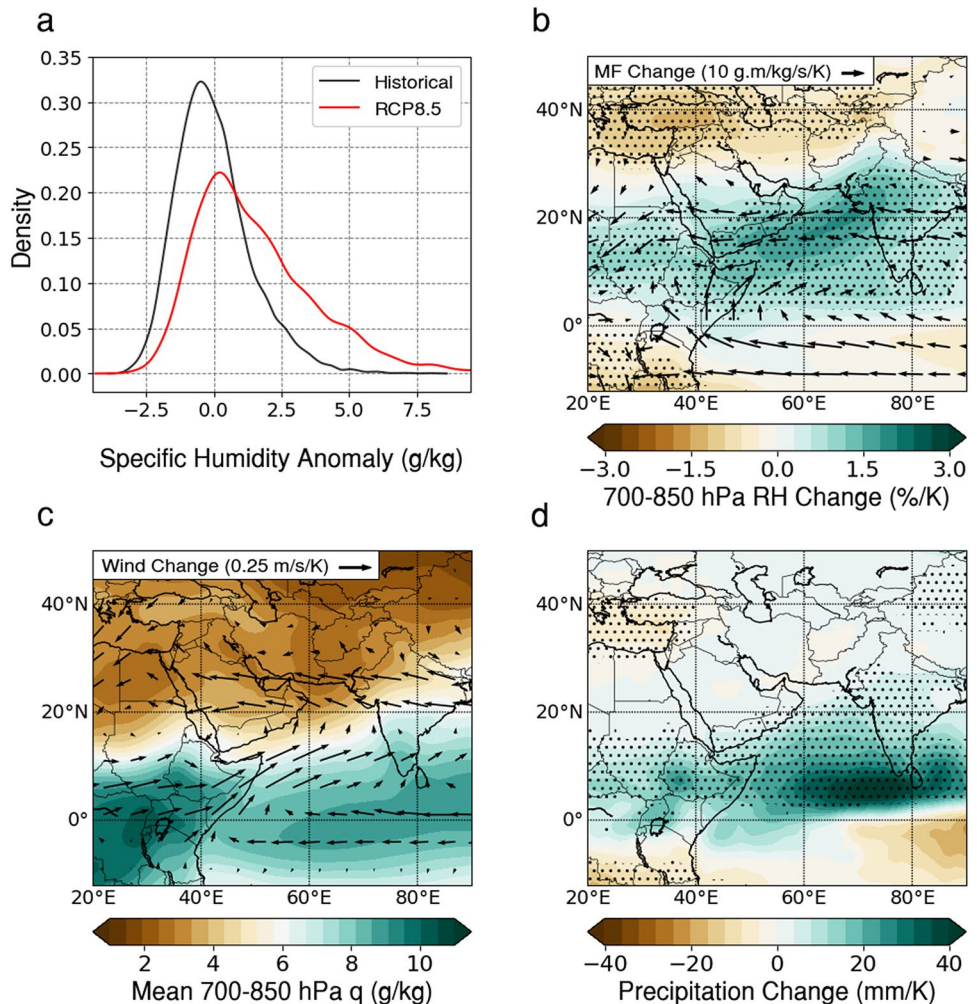 a
0.35
0.30
0.25
0.20
0.15
0.10
0.05
0.00
Density
Historical
RCP8.5
−2.5 0.0 2.5 5.0 7.5
Specific Humidity Anomaly (g/kg)
b
MF Change (10 g.m/kg/s/K)
40°N
20°N
0°
20°E 40°E 60°E 80°E
−3.0 −1.5 0.0 1.5 3.0
700-850 hPa RH Change (%/K)
c
Wind Change (0.25 m/s/K)
40°N
20°N
0°
20°E 40°E 60°E 80°E
2 4 6 8 10
Mean 700-850 hPa q (g/kg)
d
40°N
20°N
0°
20°E 40°E 60°E 80°E
−40 −20 0 20 40
Precipitation Change (mm/K)